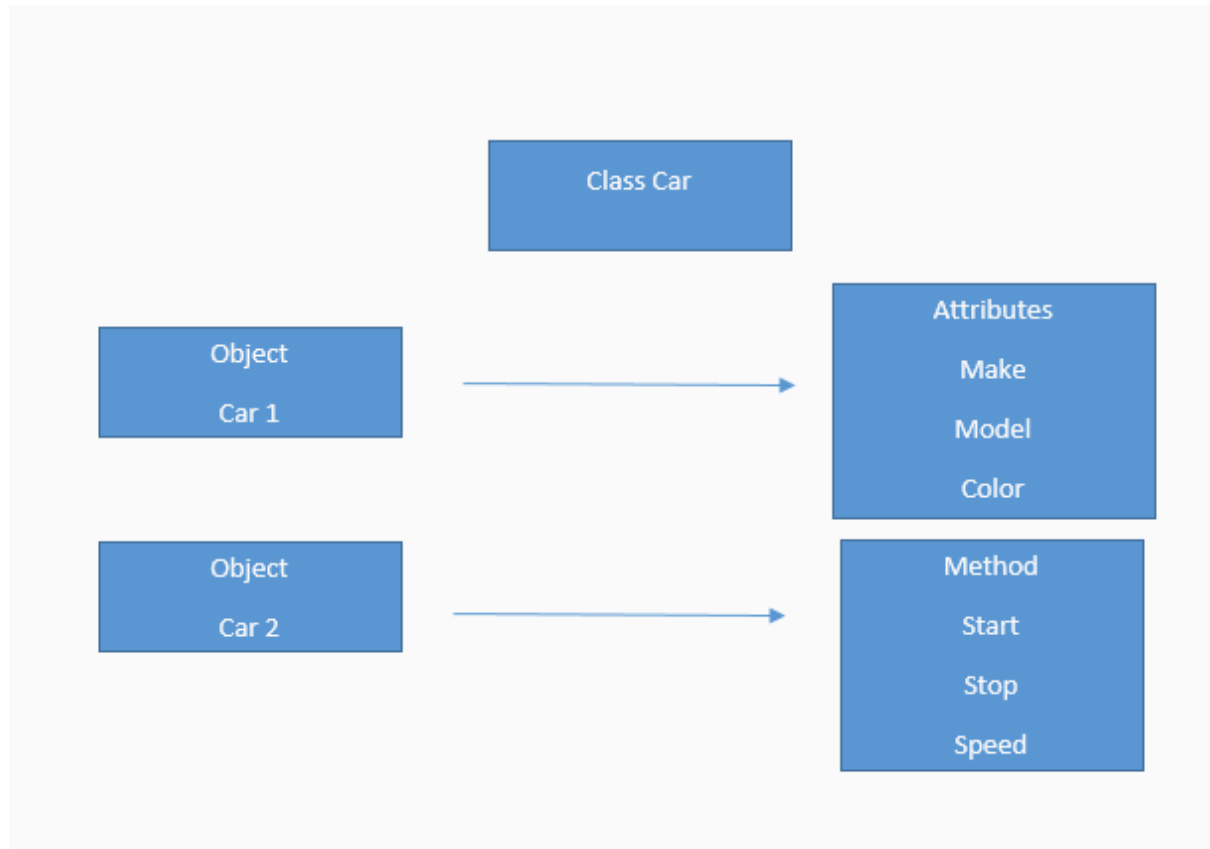 Class Car
Object
Car 1
Attributes
Make
Model
Color
Object
Car 2
Method
Start
Stop
Speed